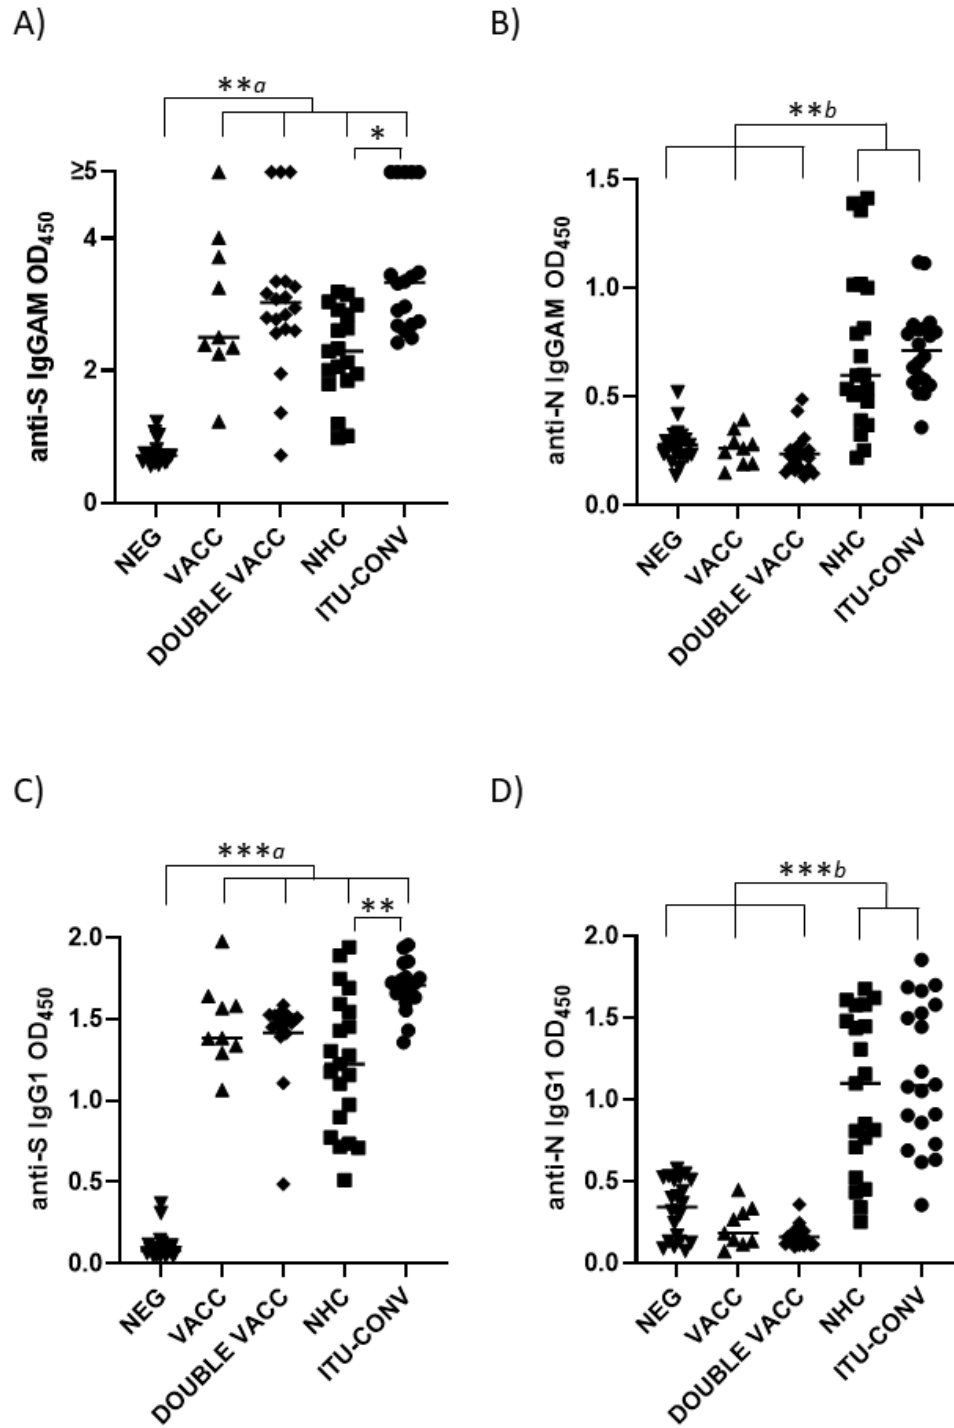 A)
**a
*
≥5
4
2
0
anti-S IgGAM OD450
NEG
VACC
DOUBLE VACC
NHC
ITU-CONV
B)
**b
1.5
1.0
0.5
0.0
anti-N IgGAM OD450
NEG
VACC
DOUBLE VACC
NHC
ITU-CONV
C)
***a
**
2.0
1.5
1.0
0.5
0.0
anti-S IgG1 OD450
NEG
VACC
DOUBLE VACC
NHC
ITU-CONV
D)
***b
2.0
1.5
1.0
0.5
0.0
anti-N IgG1 OD450
NEG
VACC
DOUBLE VACC
NHC
ITU-CONV